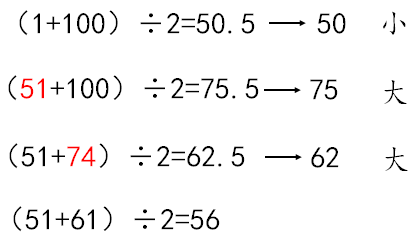 （1+100）÷2=50.5 → 50 小
（51+100）÷2=75.5 → 75 大
（51+74）÷2=62.5 → 62 大
（51+61）÷2=56